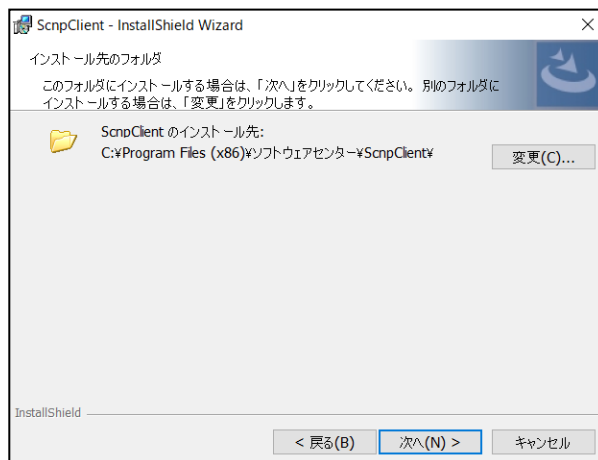 ScnpClient - InstallShield Wizard
インストール先のフォルダ
このフォルダにインストールする場合は、「次へ」をクリックしてください。別のフォルダに
インストールする場合は、「変更」をクリックします。
ScnpClient のインストール先:
C:¥Program Files (x86)¥ソフトウェアセンター¥ScnpClient¥
変更(C)...
InstallShield
< 戻る(B)
次へ(N) >
キャンセル